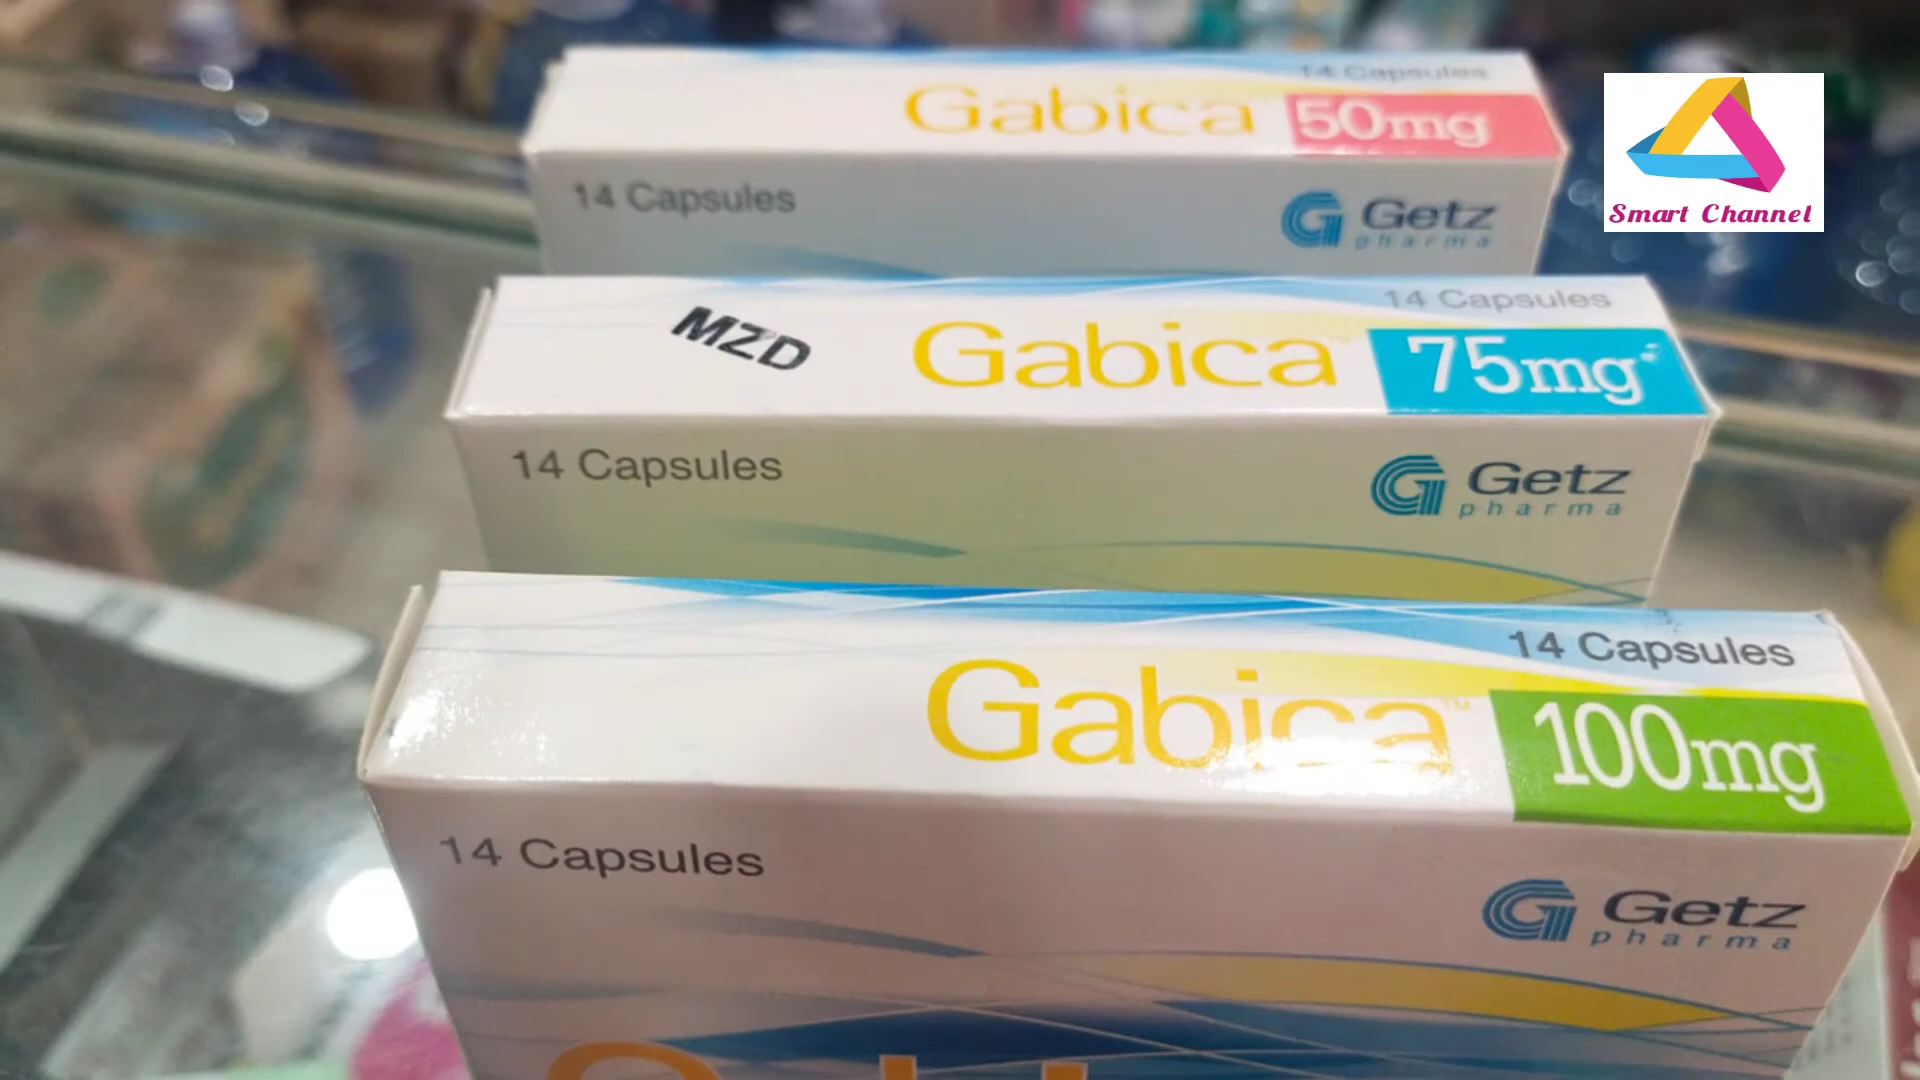 14 Capsules
Gabica 50mg
14 Capsules
Getz
pharma
Smart Channel
14 Capsules
MZD
Gabica 75mg
14 Capsules
Getz
pharma
14 Capsules
Gabica™ 100mg
14 Capsules
Getz
pharma